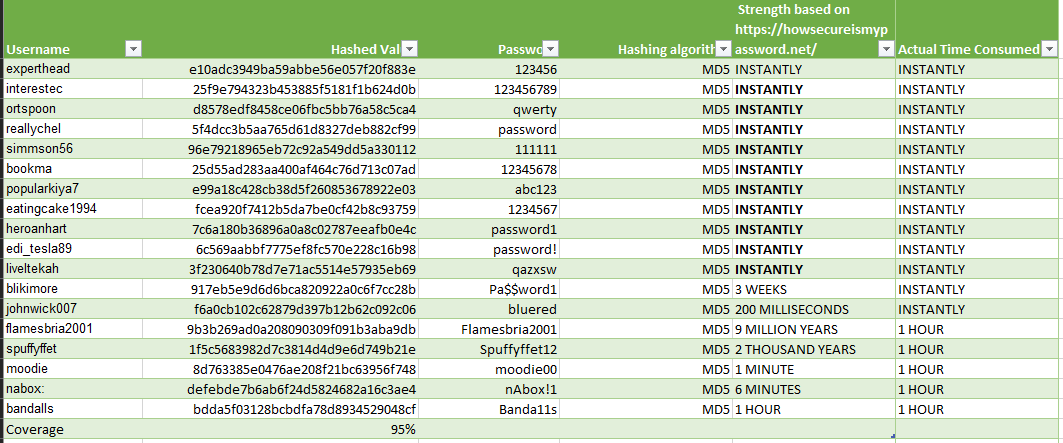 Strength based on
https://howsecureismyp
Username Hashed Val Passwo Hashing algorith assword.net/ Actual Time Consumed
experthead e10adc3949ba59abbe56e057f20f883e 123456 MD5 INSTANTLY INSTANTLY
interestec 25f9e794323b453885f5181f1b624d0b 123456789 MD5 INSTANTLY INSTANTLY
ortspoon d8578edf8458ce06fbc5bb76a58c5ca4 qwerty MD5 INSTANTLY INSTANTLY
reallychel 5f4dcc3b5aa765d61d8327deb882cf99 password MD5 INSTANTLY INSTANTLY
simmson56 96e79218965eb72c92a549dd5a330112 111111 MD5 INSTANTLY INSTANTLY
bookma 25d55ad283aa400af464c76d713c07ad 12345678 MD5 INSTANTLY INSTANTLY
popularkiya7 e99a18c428cb38d5f260853678922e03 abc123 MD5 INSTANTLY INSTANTLY
eatingcake1994 fcea920f7412b5da7be0cf42b8c93759 1234567 MD5 INSTANTLY INSTANTLY
heroanhart 7c6a180b36896a0a8c02787eeafb0e4c password1 MD5 INSTANTLY INSTANTLY
edi_tesla89 6c569aabbf7775ef8fc570e228c16b98 password! MD5 INSTANTLY INSTANTLY
liveltekah 3f230640b78d7e71ac5514e57935eb69 qazxsw MD5 INSTANTLY INSTANTLY
blikimore 917eb5e9d6d6bca820922a0c6f7cc28b Pa$$word1 MD5 3 WEEKS INSTANTLY
johnwick007 f6a0cb102c62879d397b12b62c092c06 bluered MD5 200 MILLISECONDS INSTANTLY
flamesbria2001 9b3b269ad0a208090309f091b3aba9db Flamesbria2001 MD5 9 MILLION YEARS 1 HOUR
spuffyffet 1f5c5683982d7c3814d4d9e6d749b21e Spuffyffet12 MD5 2 THOUSAND YEARS 1 HOUR
moodie 8d763385e0476ae208f21bc63956f748 moodie00 MD5 1 MINUTE 1 HOUR
nabox: defebde7b6ab6f24d5824682a16c3ae4 nAbox!1 MD5 6 MINUTES 1 HOUR
bandalls bdda5f03128bcbdfa78d8934529048cf Banda11s MD5 1 HOUR 1 HOUR
Coverage 95%